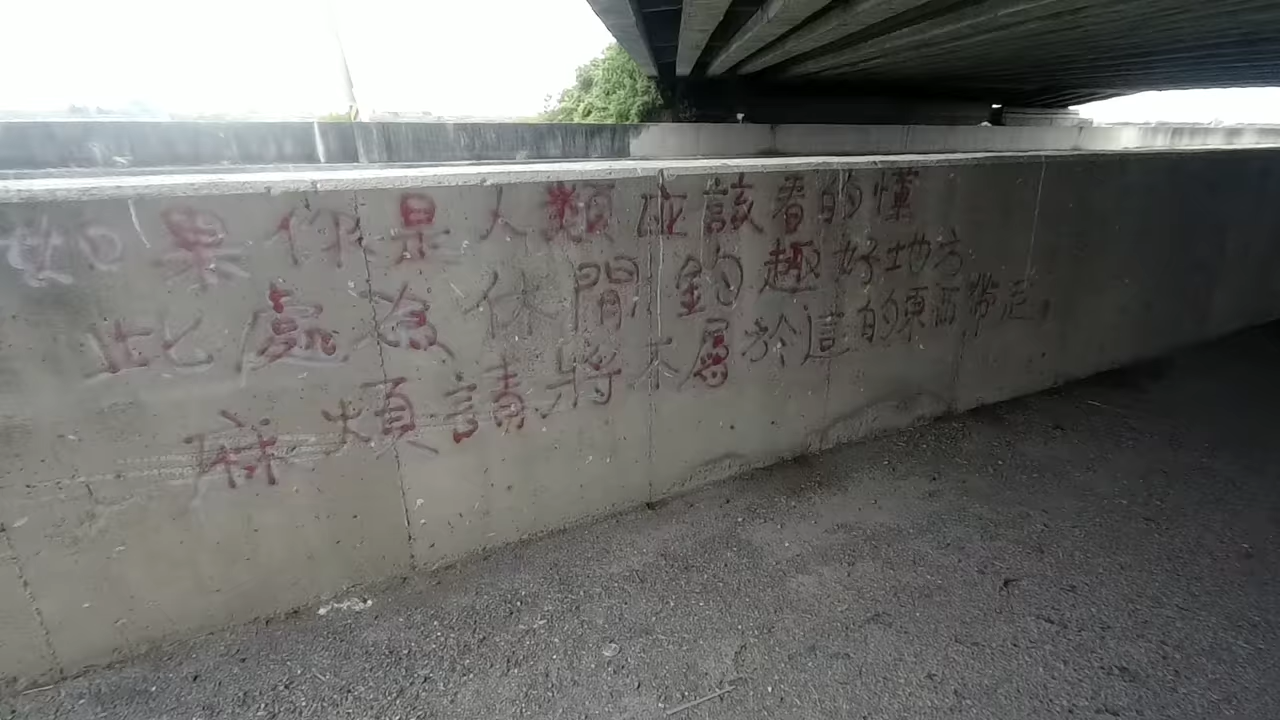 如果你是人類应該看的懂
此處為休閒釣趣好地方
麻煩請將不屬於這的東西帶走。